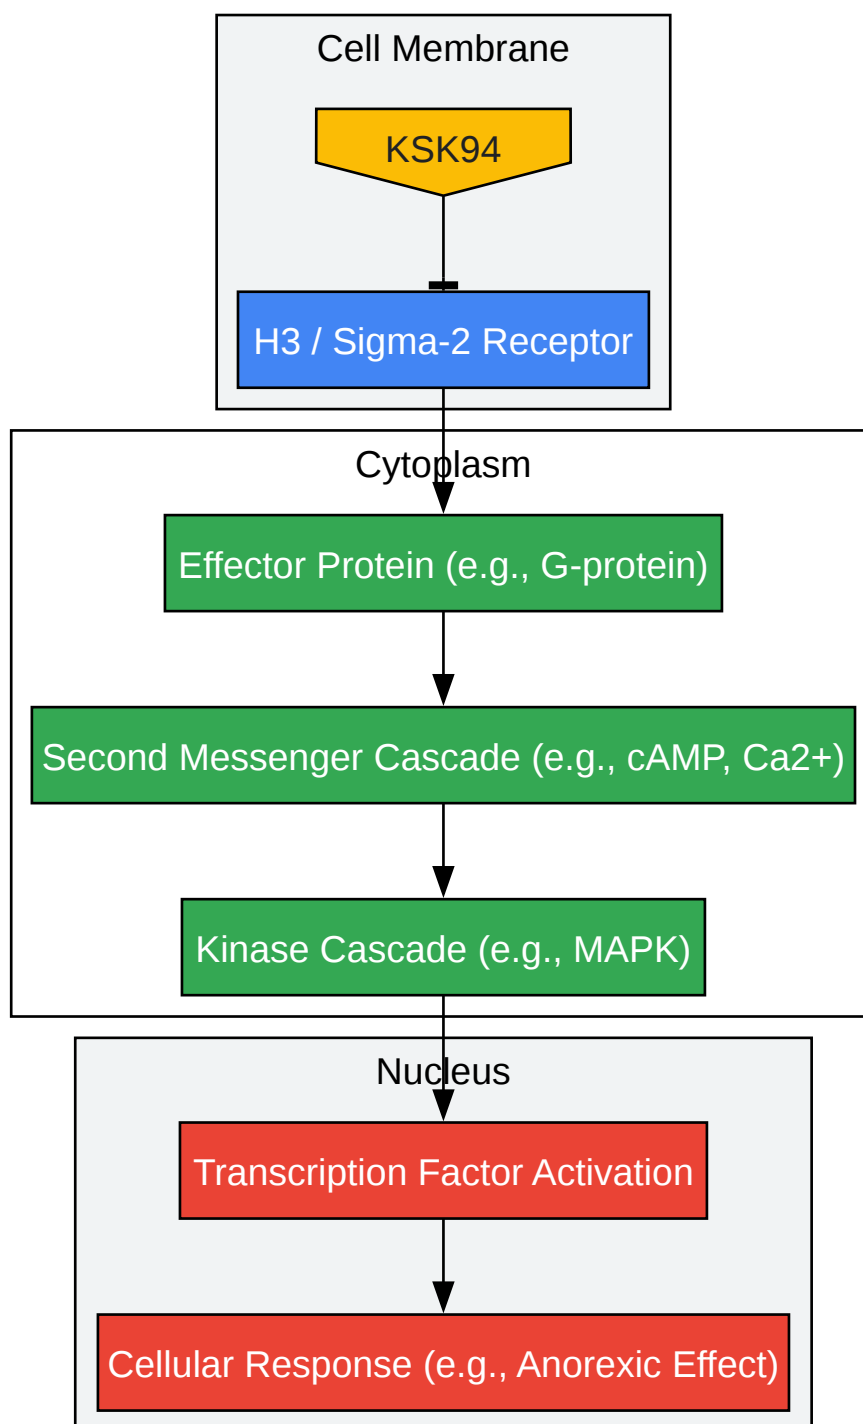 Cell Membrane
KSK94
H3 / Sigma-2 Receptor
Cytoplasm
Effector Protein (e.g., G-protein)
Second Messenger Cascade (e.g., cAMP, Ca2+)
Kinase Cascade (e.g., MAPK)
Nucleus
Transcription Factor Activation
Cellular Response (e.g., Anorexic Effect)